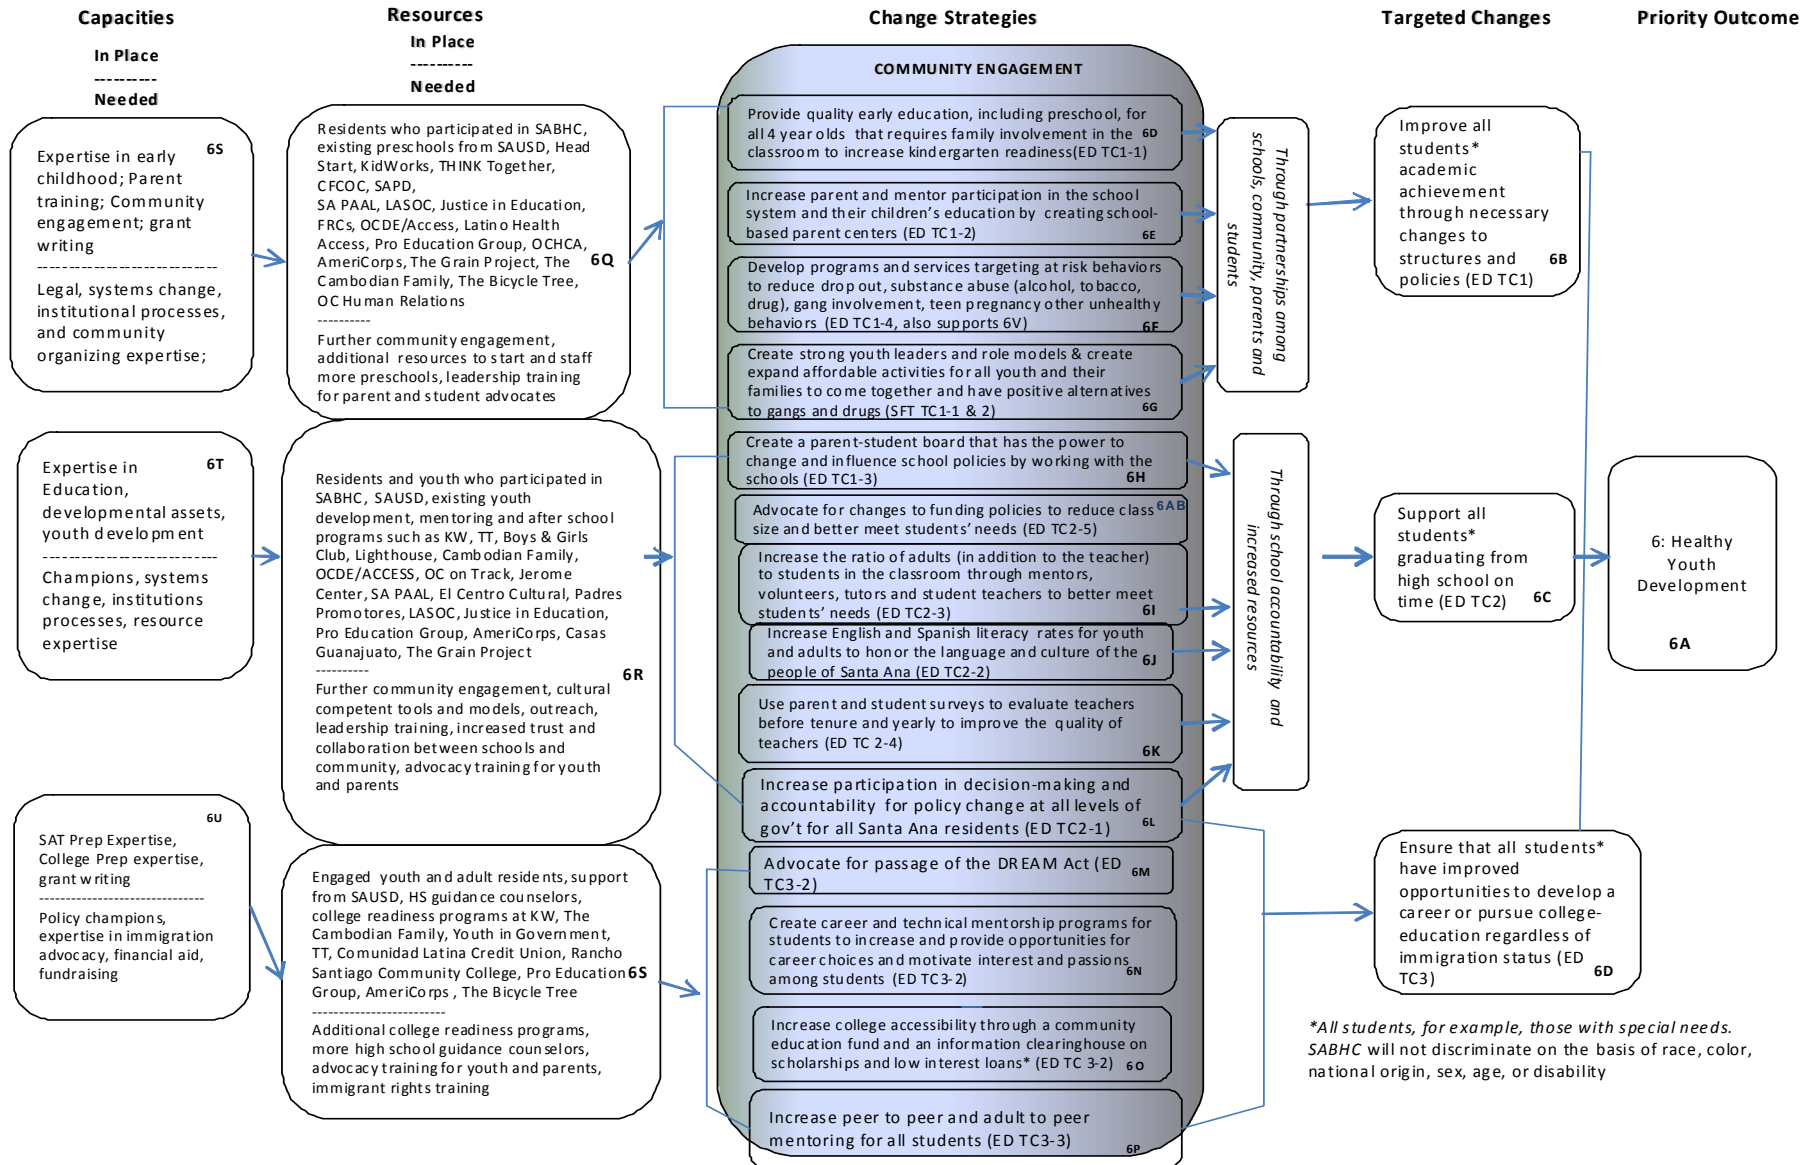 Capacities
In Place
----------
Needed
Resources
In Place
----------
Needed
Change Strategies
Targeted Changes
Priority Outcome
6S
Expertise in early
childhood; Parent
training; Community
engagement; grant
writing
------------------------------
Legal, systems change,
institutional processes,
and community
organizing expertise;
6T
Expertise in
Education,
developmental assets,
youth development
-----------------------------
Champions, systems
change, institutions
processes, resource
expertise
6U
SAT Prep Expertise,
College Prep expertise,
grant writing
--------------------------------
Policy champions,
expertise in immigration
advocacy, financial aid,
fundraising
Residents who participated in SABHC,
existing preschools from SAUSD, Head
Start, KidWorks, THINK Together,
CFCOC, SAPD,
SA PAAL, LASOC, Justice in Education,
FRCs, OCDE/Access, Latino Health
Access, Pro Education Group, OCHCA,
AmeriCorps, The Grain Project, The
Cambodian Family, The Bicycle Tree,
OC Human Relations
6Q
----------
Further community engagement,
additional resources to start and staff
more preschools, leadership training
for parent and student advocates
Residents and youth who participated in
SABHC, SAUSD, existing youth
development, mentoring and after school
programs such as KW, TT, Boys & Girls
Club, Lighthouse, Cambodian Family,
OCDE/ACCESS, OC on Track, Jerome
Center, SA PAAL, El Centro Cultural, Padres
Promotores, LASOC, Justice in Education,
Pro Education Group, AmeriCorps, Casas
Guanajuato, The Grain Project
----------
6R
Further community engagement, cultural
competent tools and models, outreach,
leadership training, increased trust and
collaboration between schools and
community, advocacy training for youth
and parents
Engaged youth and adult residents, support
from SAUSD, HS guidance counselors,
college readiness programs at KW, The
Cambodian Family, Youth in Government,
TT, Comunidad Latina Credit Union, Rancho
Santiago Community College, Pro Education
Group, AmeriCorps , The Bicycle Tree
6S
--------------------------
Additional college readiness programs,
more high school guidance counselors,
advocacy training for youth and parents,
immigrant rights training
COMMUNITY ENGAGEMENT
Provide quality early education, including preschool, for
all 4 year olds that requires family involvement in the 6D
classroom to increase kindergarten readiness(ED TC1-1)
Increase parent and mentor participation in the school
system and their children's education by creating school-
based parent centers (ED TC1-2)
6E
Develop programs and services targeting at risk behaviors
to reduce drop out, substance abuse (alcohol, tobacco,
drug), gang involvement, teen pregnancy other unhealthy
behaviors (ED TC1-4, also supports 6V)
6F
Create strong youth leaders and role models & create
expand affordable activities for all youth and their
families to come together and have positive alternatives
to gangs and drugs (SFT TC1-1 & 2)
6G
Create a parent-student board that has the power to
change and influence school policies by working with the
schools (ED TC1-3)
6H
Advocate for changes to funding policies to reduce class 6AB
size and better meet students' needs (ED TC2-5)
Increase the ratio of adults (in addition to the teacher)
to students in the classroom through mentors,
volunteers, tutors and student teachers to better meet
students' needs (ED TC2-3)
6I
Increase English and Spanish literacy rates for youth
and adults to honor the language and culture of the
people of Santa Ana (ED TC2-2)
6J
Use parent and student surveys to evaluate teachers
before tenure and yearly to improve the quality of
teachers (ED TC 2-4)
6K
Increase participation in decision-making and
accountability for policy change at all levels of
gov't for all Santa Ana residents (ED TC2-1)
6L
Advocate for passage of the DREAM Act (ED
TC3-2)
6M
Create career and technical mentorship programs for
students to increase and provide opportunities for
career choices and motivate interest and passions
among students (ED TC3-2)
6N
Increase college accessibility through a community
education fund and an information clearinghouse on
scholarships and low interest loans* (ED TC 3-2) 6O
Increase peer to peer and adult to peer
mentoring for all students (ED TC3-3)
6P
Through partnerships among
schools, community, parents and
students
Through school accountability and
increased resources
Improve all
students*
academic
achievement
through necessary
changes to
structures and
policies (ED TC1)
6B
Support all
students*
graduating from
high school on
time (ED TC2)
6C
Ensure that all students*
have improved
opportunities to develop a
career or pursue college-
education regardless of
immigration status (ED
TC3)
6D
6: Healthy
Youth
Development
6A
*All students, for example, those with special needs.
SABHC will not discriminate on the basis of race, color,
national origin, sex, age, or disability